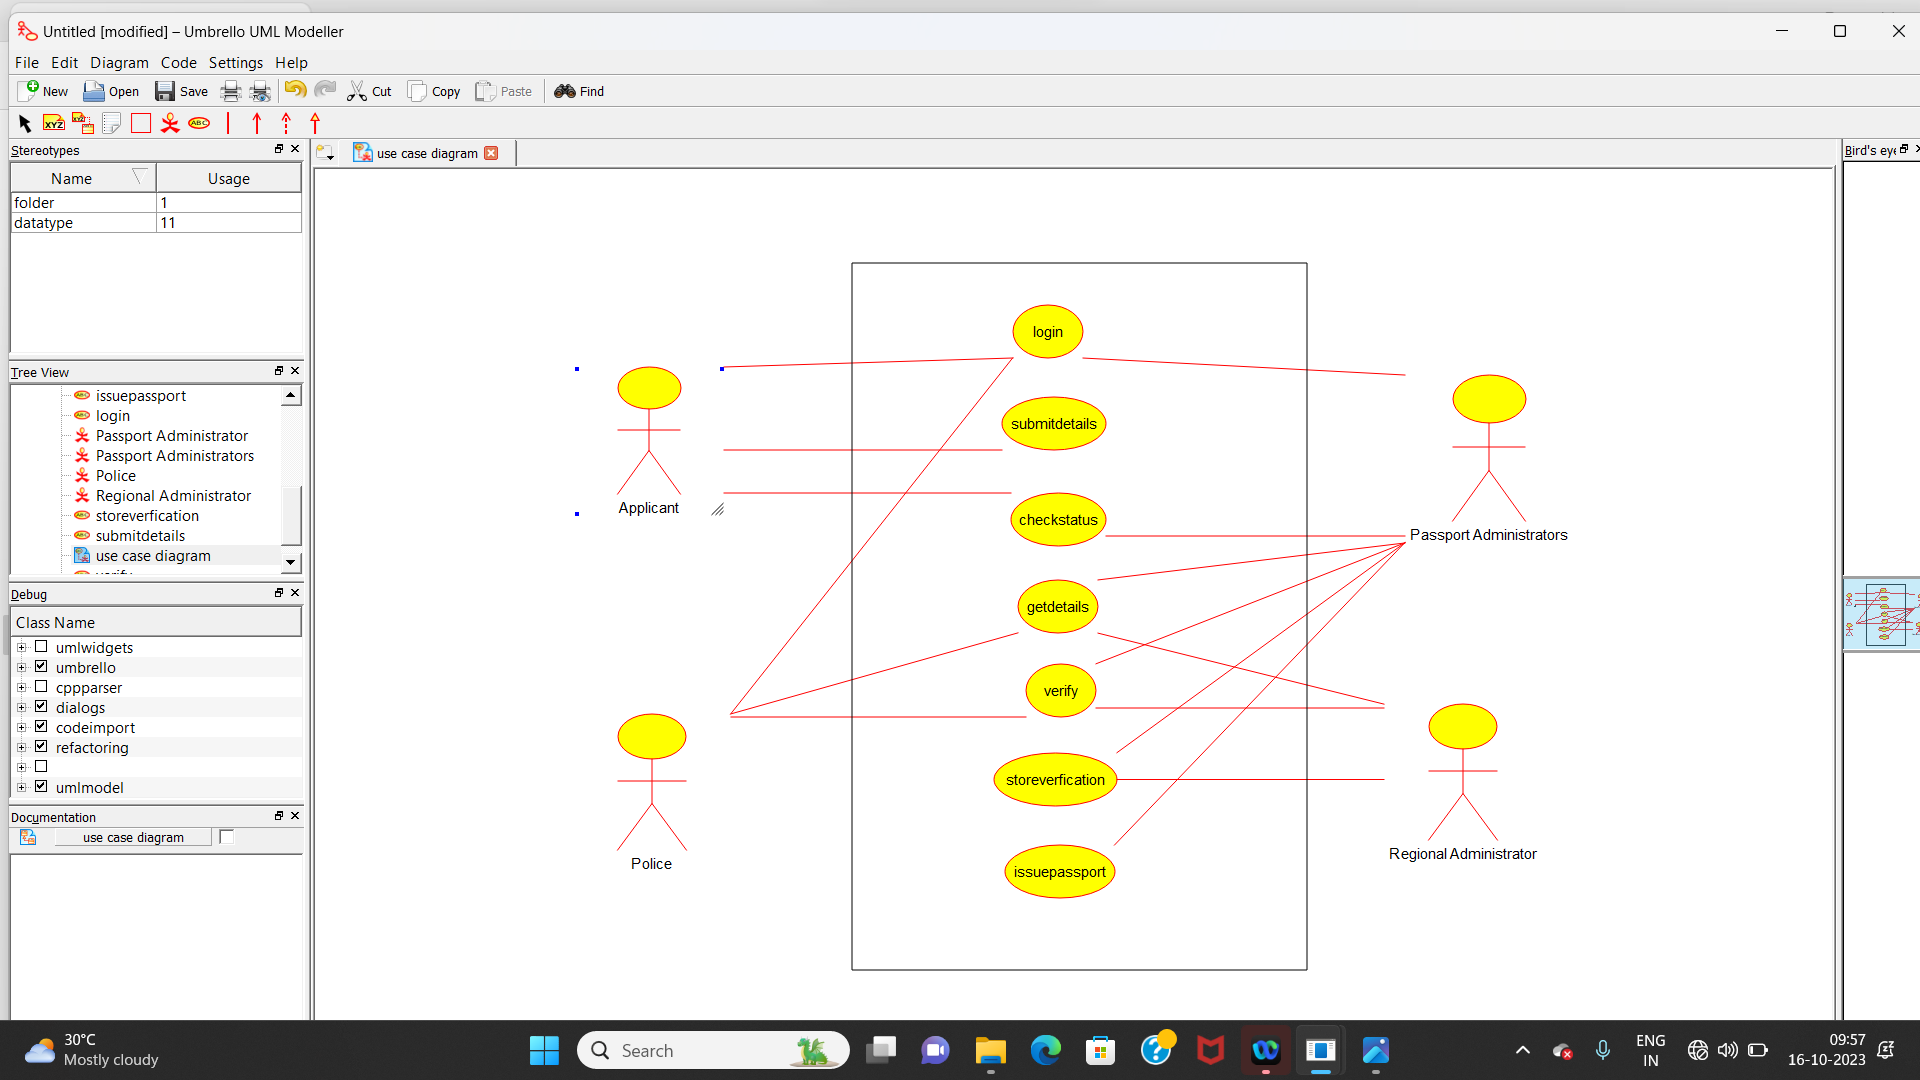 Untitled [modified] – Umbrello UML Modeller
File Edit Diagram Code Settings Help
New Open Save Cut Copy Paste Find
XYZ XYZ ABC
Stereotypes
Name Usage
folder 1
datatype 11
Tree View
issuepassport
login
Passport Administrator
Passport Administrators
Police
Regional Administrator
storeverfication
submitdetails
use case diagram
verify
Debug
Class Name
umlwidgets
umbrello
cppparser
dialogs
codeimport
refactoring
umlmodel
Documentation
use case diagram
use case diagram
login
submitdetails
Applicant
checkstatus
Passport Administrators
getdetails
verify
storeverfication
Police
Regional Administrator
issuepassport
Bird's eye
30°C
Mostly cloudy
Search
ENG
IN
09:57
16-10-2023